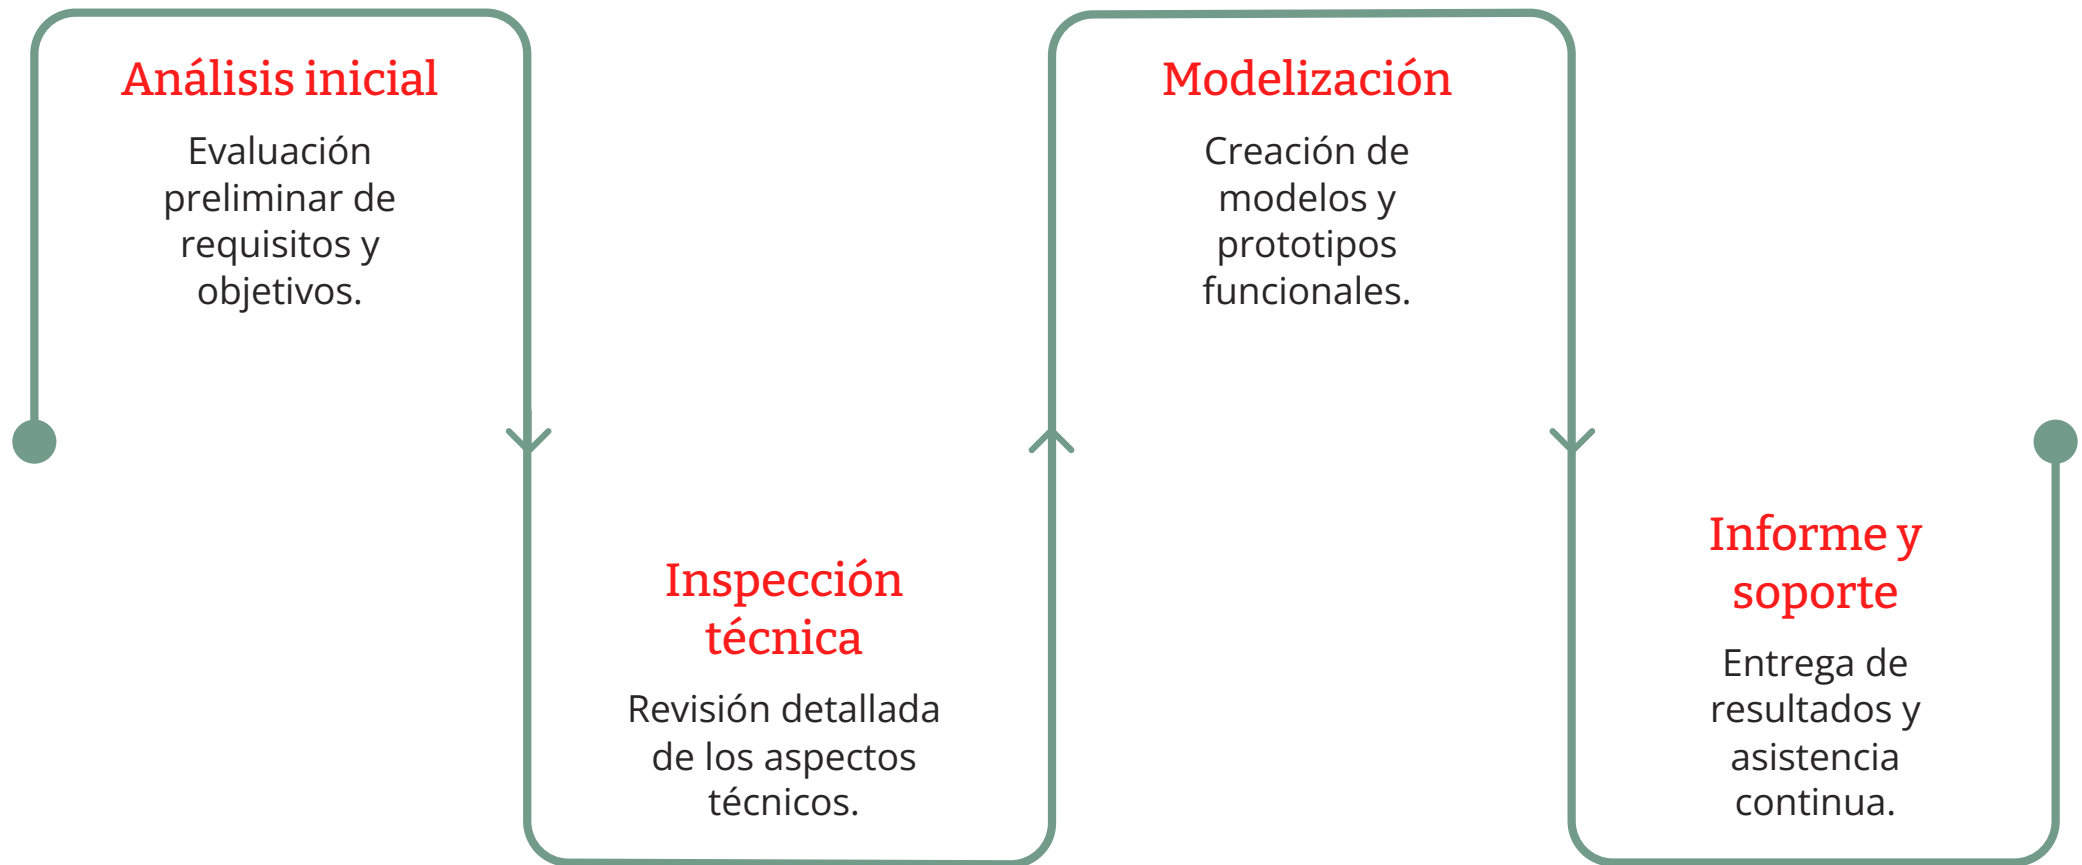 Análisis inicial
Evaluación
preliminar de
requisitos y
objetivos.
Inspección
técnica
Revisión detallada
de los aspectos
técnicos.
Modelización
Creación de
modelos y
prototipos
funcionales.
Informe y
soporte
Entrega de
resultados y
asistencia
continua.